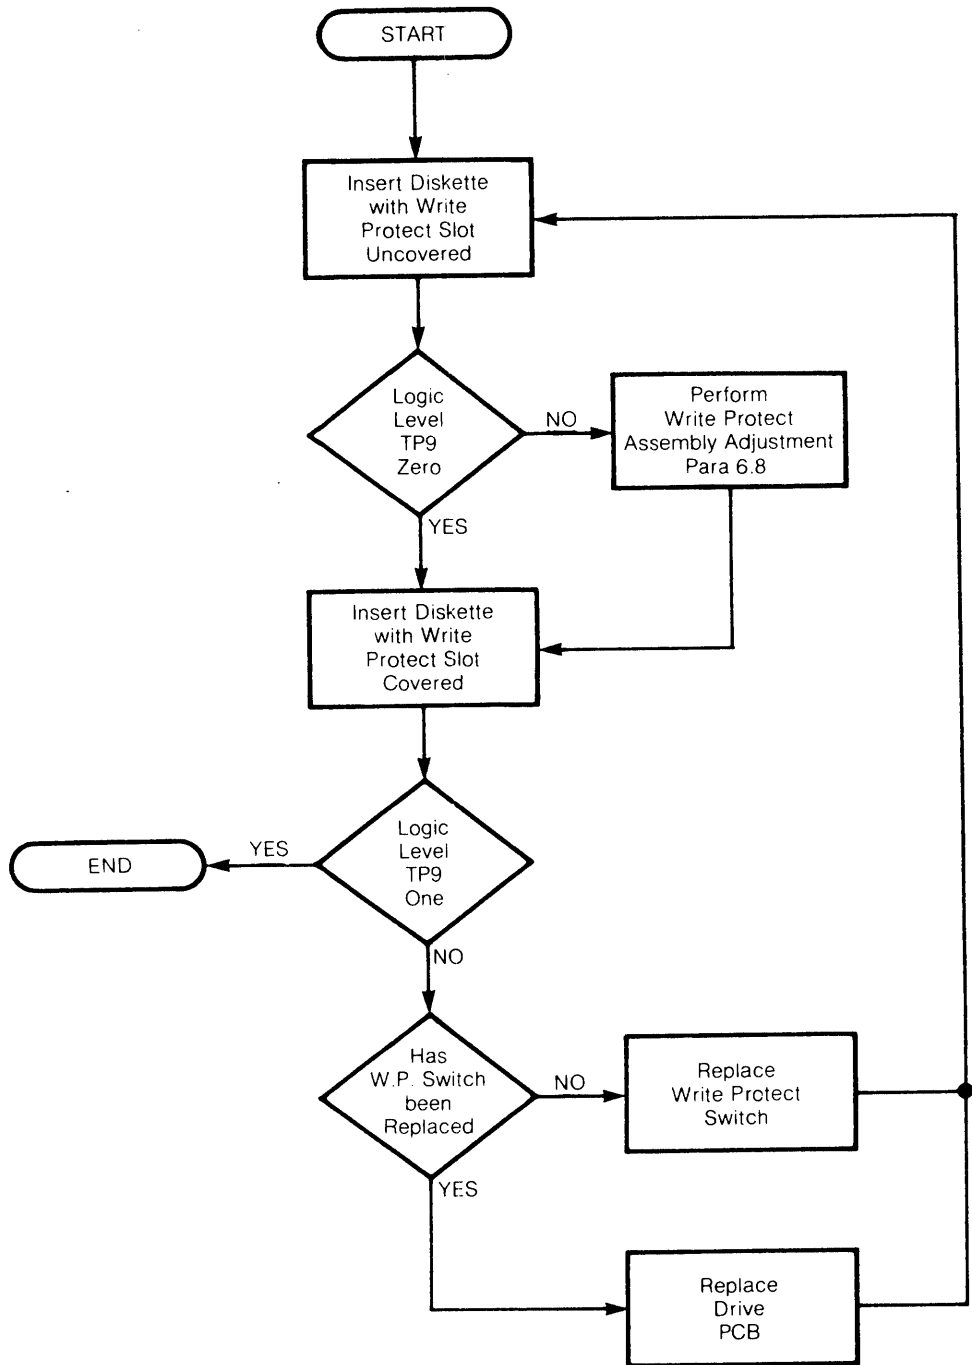 START
Insert Diskette
with Write
Protect Slot
Uncovered
Logic
Level
TP9
Zero
NO
Perform
Write Protect
Assembly Adjustment
Para 6.8
YES
Insert Diskette
with Write
Protect Slot
Covered
Logic
Level
TP9
One
YES
END
NO
Has
W.P. Switch
been
Replaced
NO
Replace
Write Protect
Switch
YES
Replace
Drive
PCB